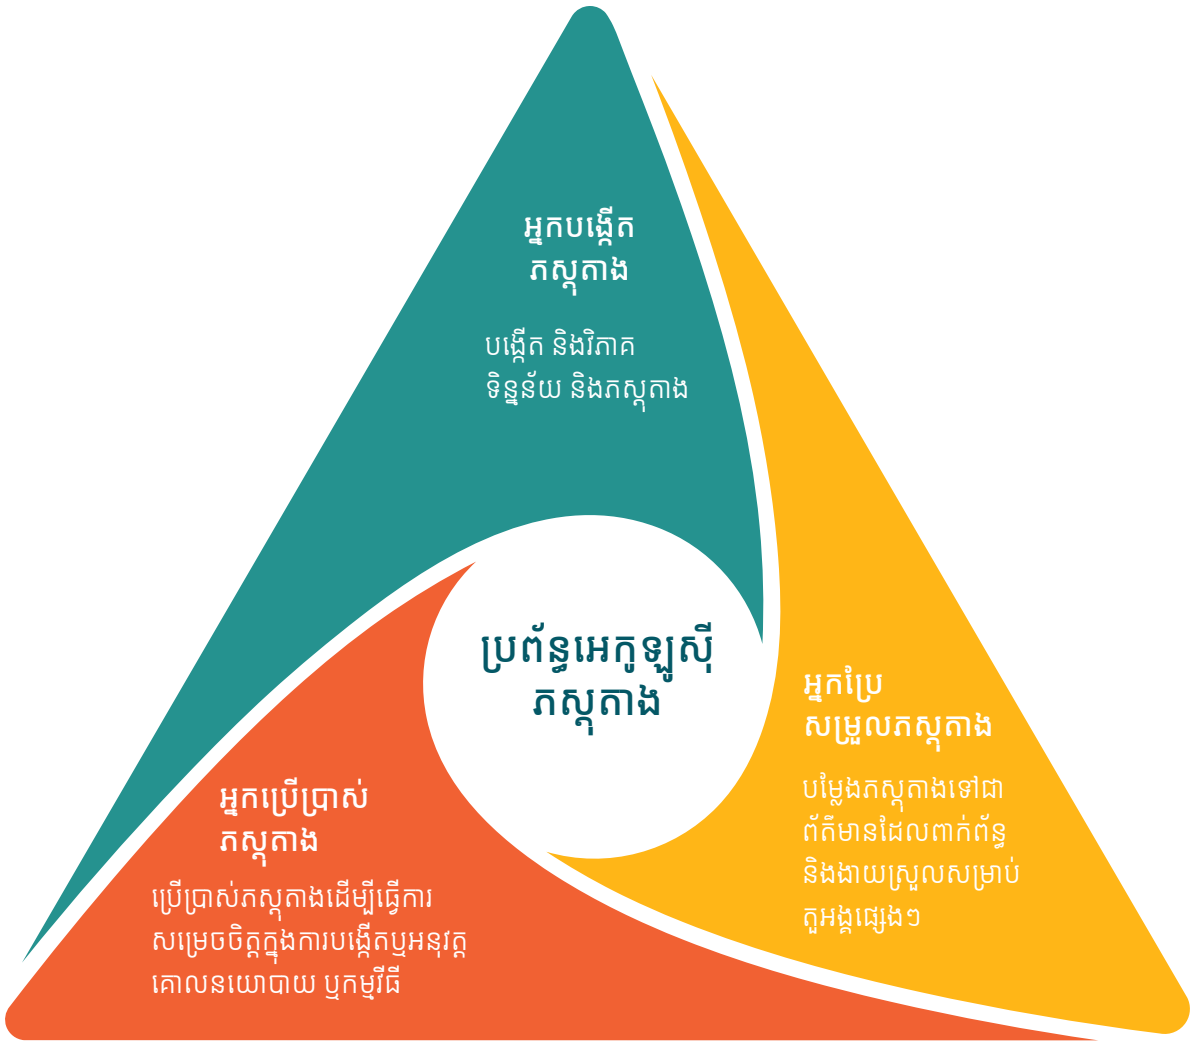 អ្នកបង្កើត
ភស្តុតាង
បង្កើត និងវិភាគ
ទិន្នន័យ និងភស្តុតាង
ប្រព័ន្ធអេកូឡូស៊ី
ភស្តុតាង
អ្នកប្រែ
សម្រួលភស្តុតាង
បម្លែងភស្តុតាងទៅជា
ព័ត៌មានដែលពាក់ព័ន្ធ
និងងាយស្រួលសម្រាប់
តួអង្គផ្សេងៗ
អ្នកប្រើប្រាស់
ភស្តុតាង
ប្រើប្រាស់ភស្តុតាងដើម្បីធ្វើការ
សម្រេចចិត្តក្នុងការបង្កើតឬអនុវត្ត
គោលនយោបាយ ឬកម្មវីធី